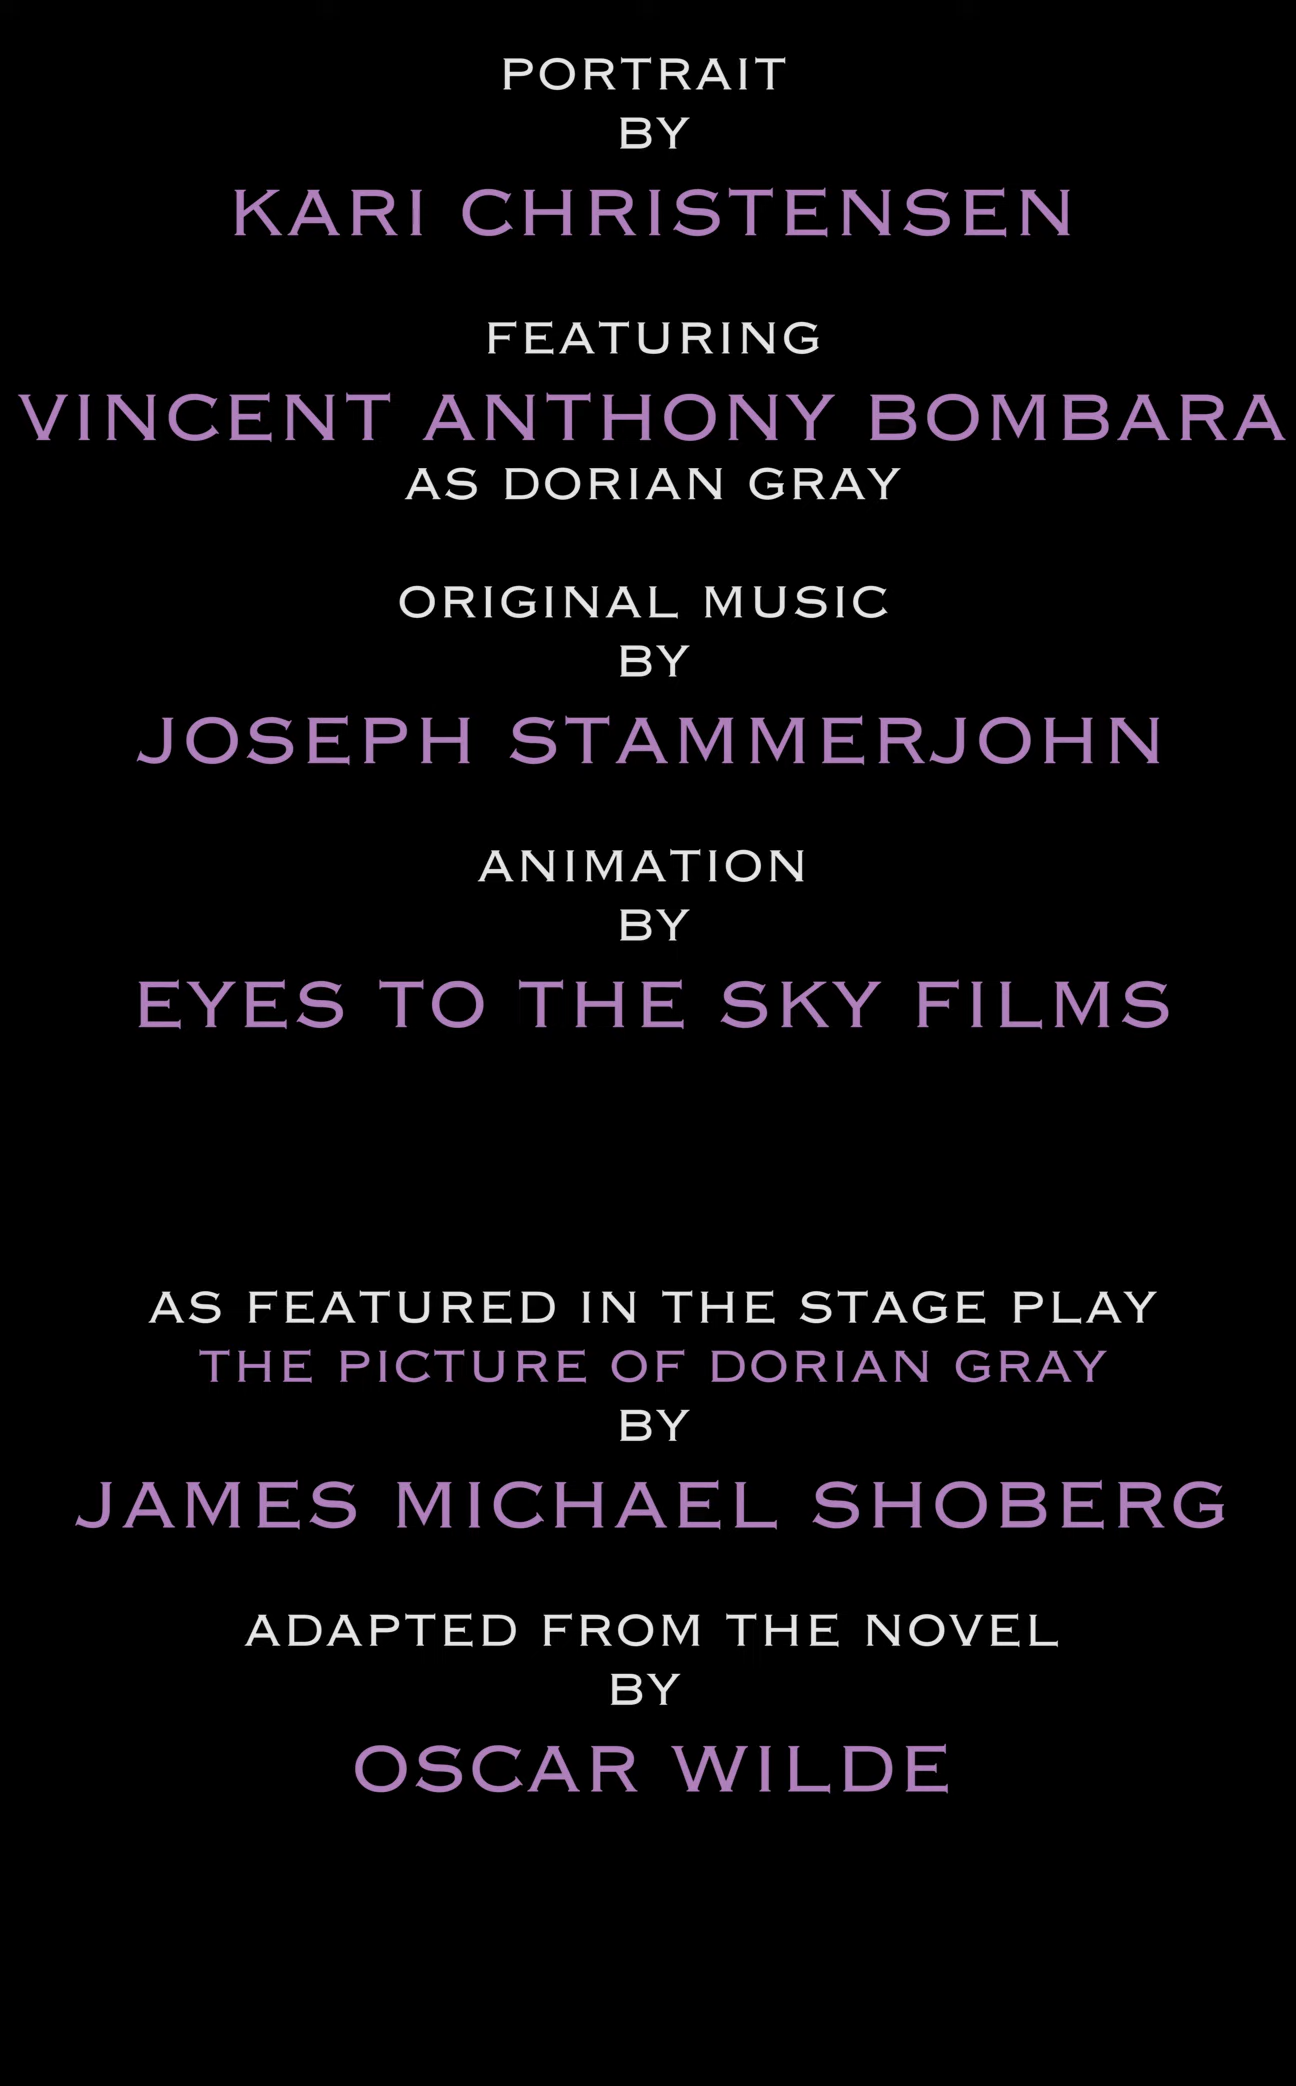 PORTRAIT
BY
KARI CHRISTENSEN
FEATURING
VINCENT ANTHONY BOMBARA
AS DORIAN GRAY
ORIGINAL MUSIC
BY
JOSEPH STAMMERJOHN
ANIMATION
BY
EYES TO THE SKY FILMS
AS FEATURED IN THE STAGE PLAY
THE PICTURE OF DORIAN GRAY
BY
JAMES MICHAEL SHOBERG
ADAPTED FROM THE NOVEL
BY
OSCAR WILDE